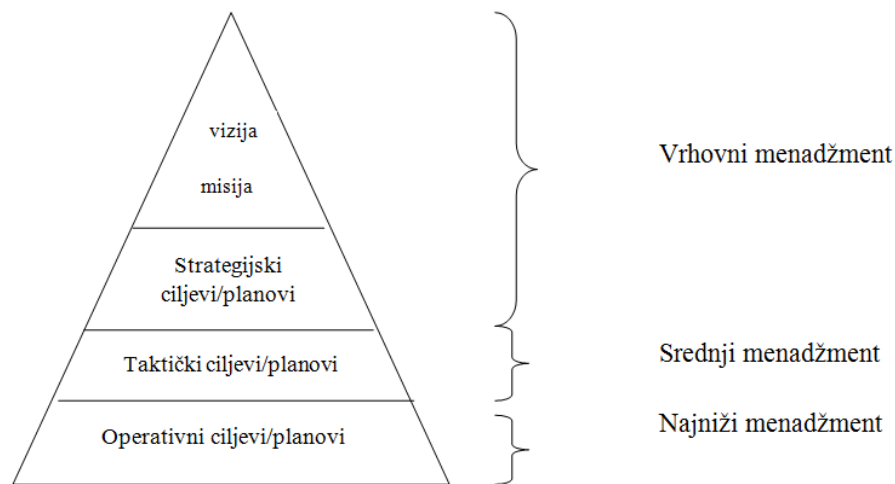 vizija
misija
Vrhovni menadžment
Strategijski
ciljevi/planovi
Taktički ciljevi/planovi
Srednji menadžment
Operativni ciljevi/planovi
Najniži menadžment